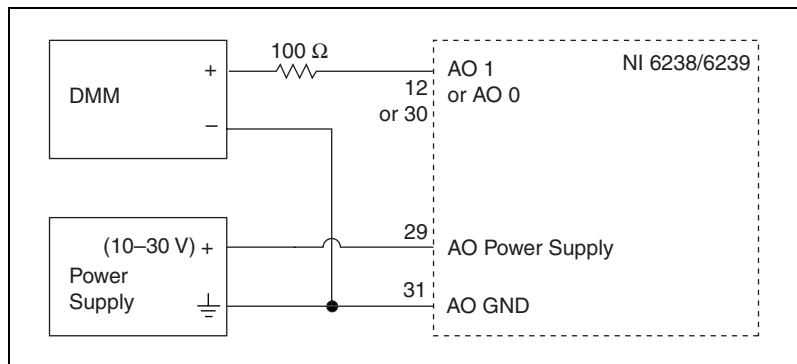 100 Ω
NI 6238/6239
+
AO 1
DMM
12
or AO 0
or 30
−
(10–30 V) +
29
AO Power Supply
Power
Supply
31
AO GND